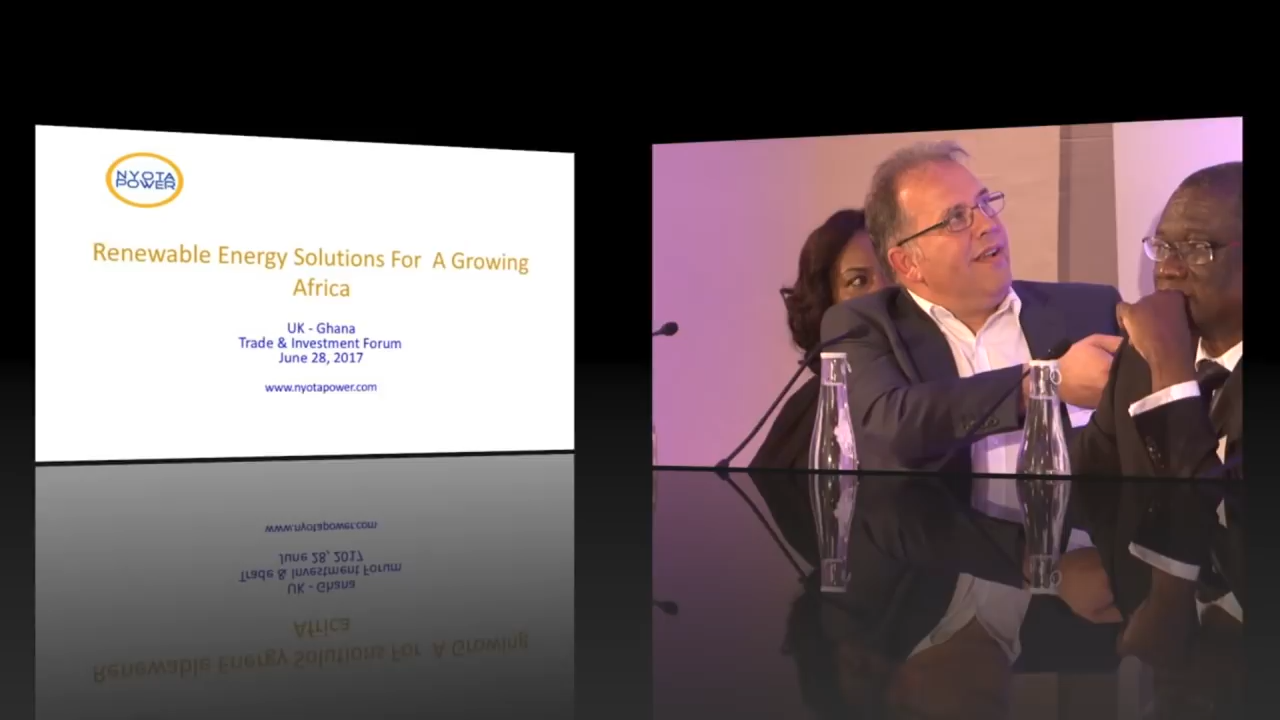 NYOTA
POWER
Renewable Energy Solutions For A Growing
Africa
UK - Ghana
Trade & Investment Forum
June 28, 2017
www.nyotapower.com